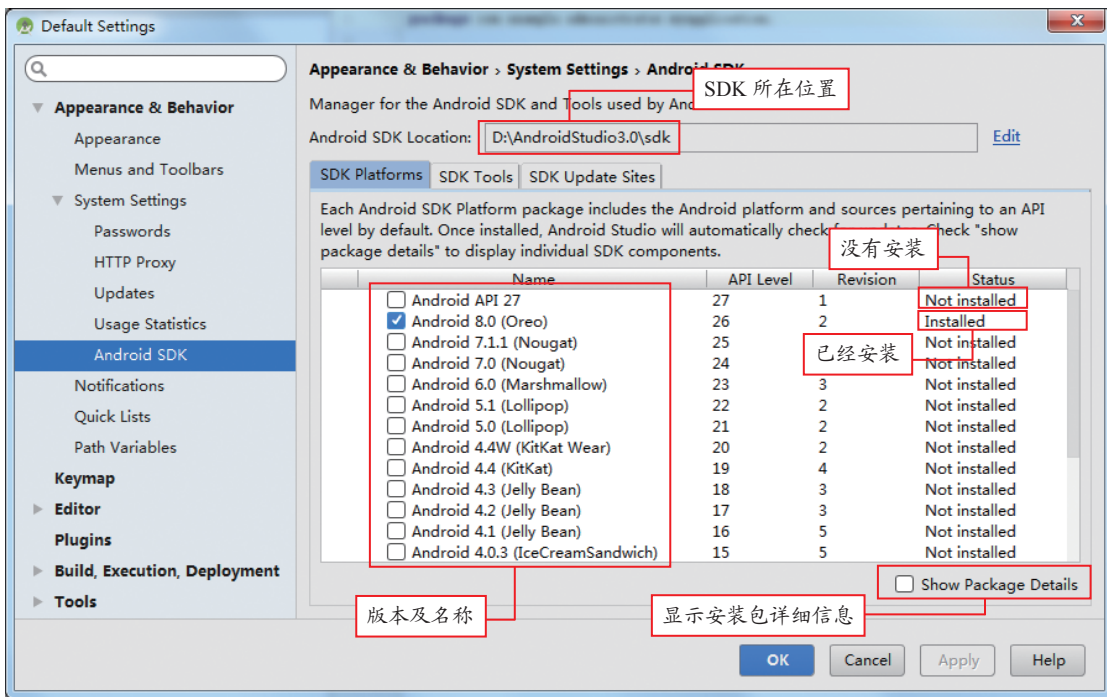 Default Settings
Appearance & Behavior
Appearance
Menus and Toolbars
System Settings
Passwords
HTTP Proxy
Updates
Usage Statistics
Android SDK
Notifications
Quick Lists
Path Variables
Keymap
Editor
Plugins
Build, Execution, Deployment
Tools
Appearance & Behavior › System Settings › Android SDK
SDK 所在位置
Manager for the Android SDK and Tools used by
Android SDK Location: D:\AndroidStudio3.0\sdk Edit
SDK Platforms SDK Tools SDK Update Sites
Each Android SDK Platform package includes the Android platform and sources pertaining to an API
level by default. Once installed, Android Studio will automatically check Check "show
package details" to display individual SDK components.
没有安装
Name API Level Revision Status
Android API 27 27 1 Not installed
Android 8.0 (Oreo) 26 2 Installed
Android 7.1.1 (Nougat) 25 Not installed
Android 7.0 (Nougat) 24 Not installed
已经安装
Android 6.0 (Marshmallow) 23 3 Not installed
Android 5.1 (Lollipop) 22 2 Not installed
Android 5.0 (Lollipop) 21 2 Not installed
Android 4.4W (KitKat Wear) 20 2 Not installed
Android 4.4 (KitKat) 19 4 Not installed
Android 4.3 (Jelly Bean) 18 3 Not installed
Android 4.2 (Jelly Bean) 17 3 Not installed
Android 4.1 (Jelly Bean) 16 5 Not installed
Android 4.0.3 (IceCreamSandwich) 15 5 Not installed
Show Package Details
版本及名称
显示安装包详细信息
OK Cancel Apply Help